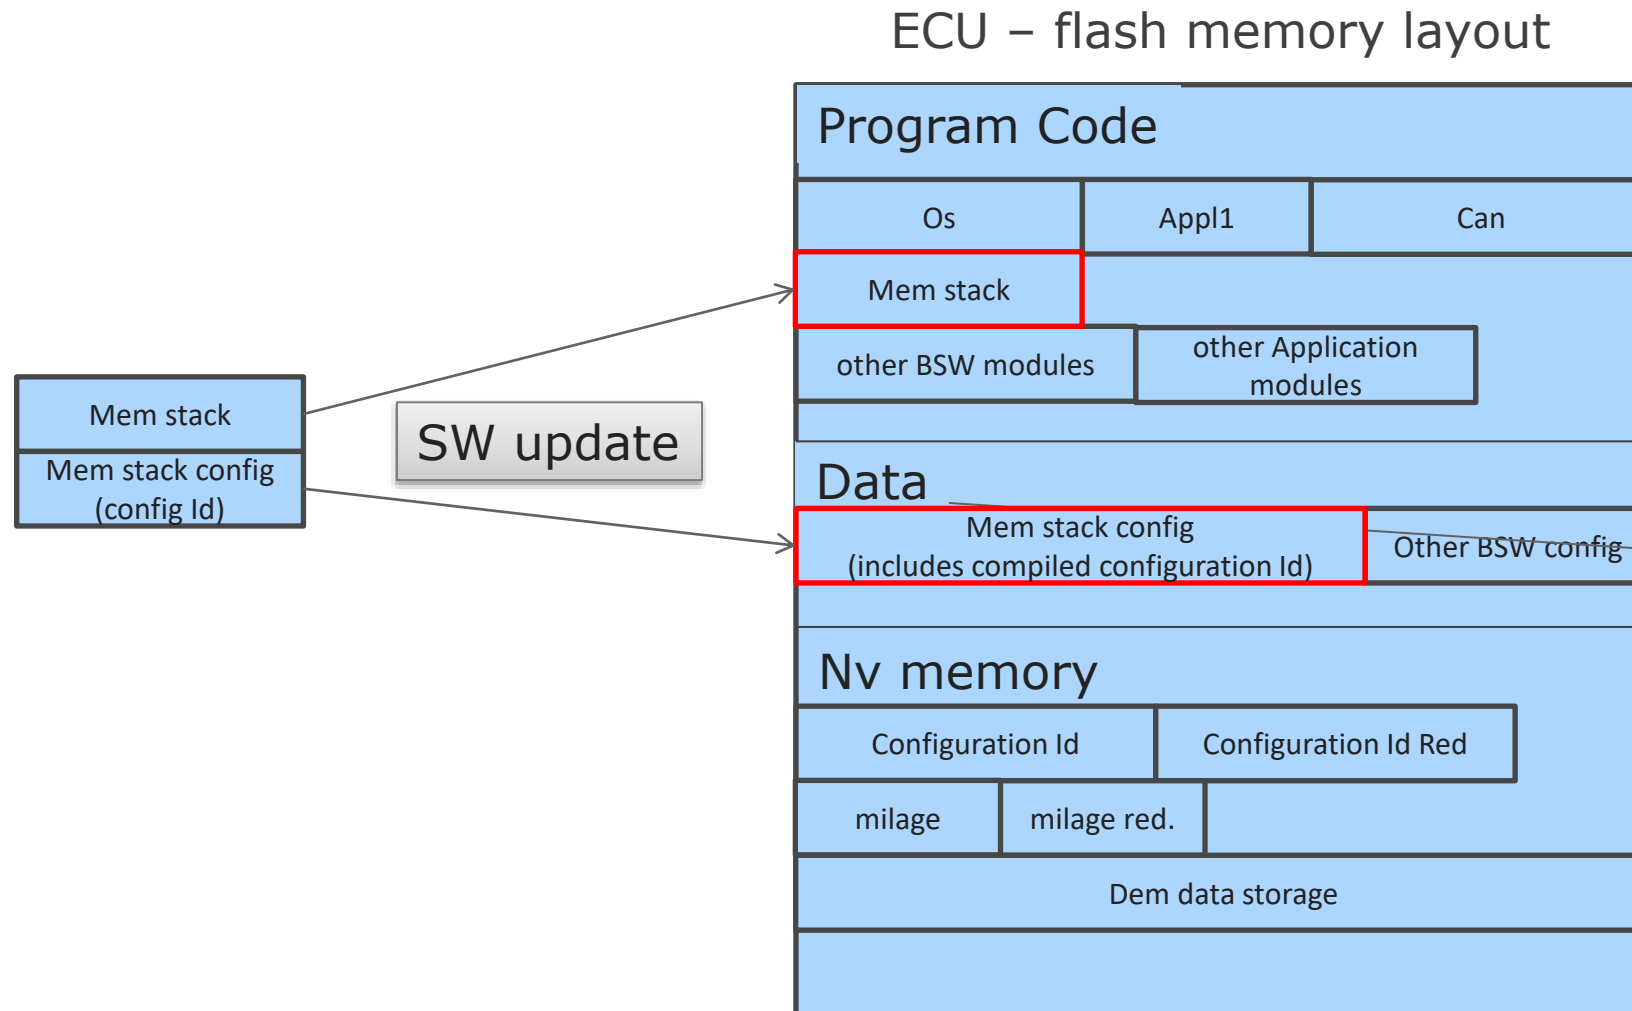 ECU – flash memory layout
Program Code
Os
Appl1
Can
Mem stack
other BSW modules
other Application
modules
Mem stack
Mem stack config
(config Id)
SW update
Data
Mem stack config
(includes compiled configuration Id)
Other BSW config
Nv memory
Configuration Id
Configuration Id Red
milage
milage red.
Dem data storage